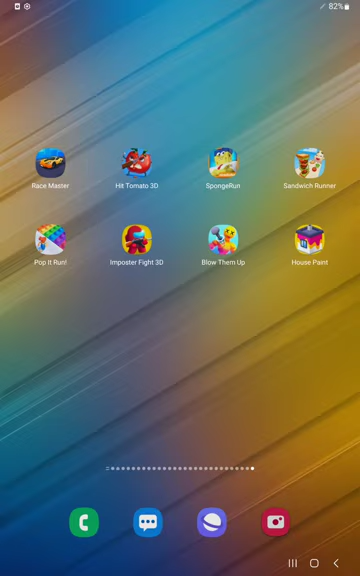 82%
Race Master
Hit Tomato 3D
SpongeRun
Sandwich Runner
Pop It Run!
Imposter Fight 3D
Blow Them Up
House Paint